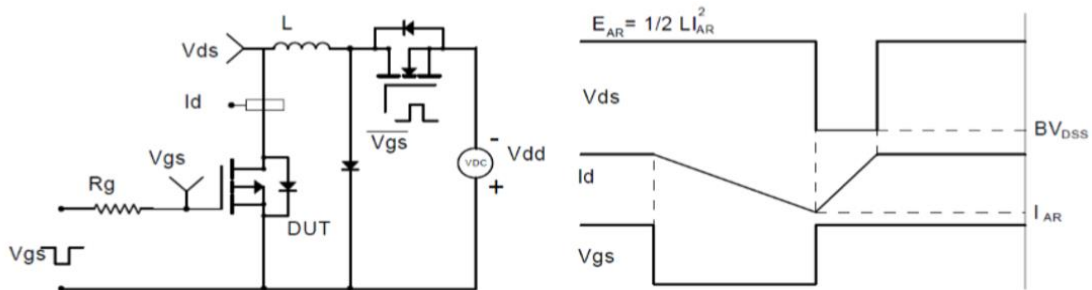 L
Vds
Id
Vgs
Vgs
-
VDC
Vdd
+
Rg
DUT
Vgs
E_AR = 1/2 LI²_AR
Vds
BV_DSS
Id
I_AR
Vgs